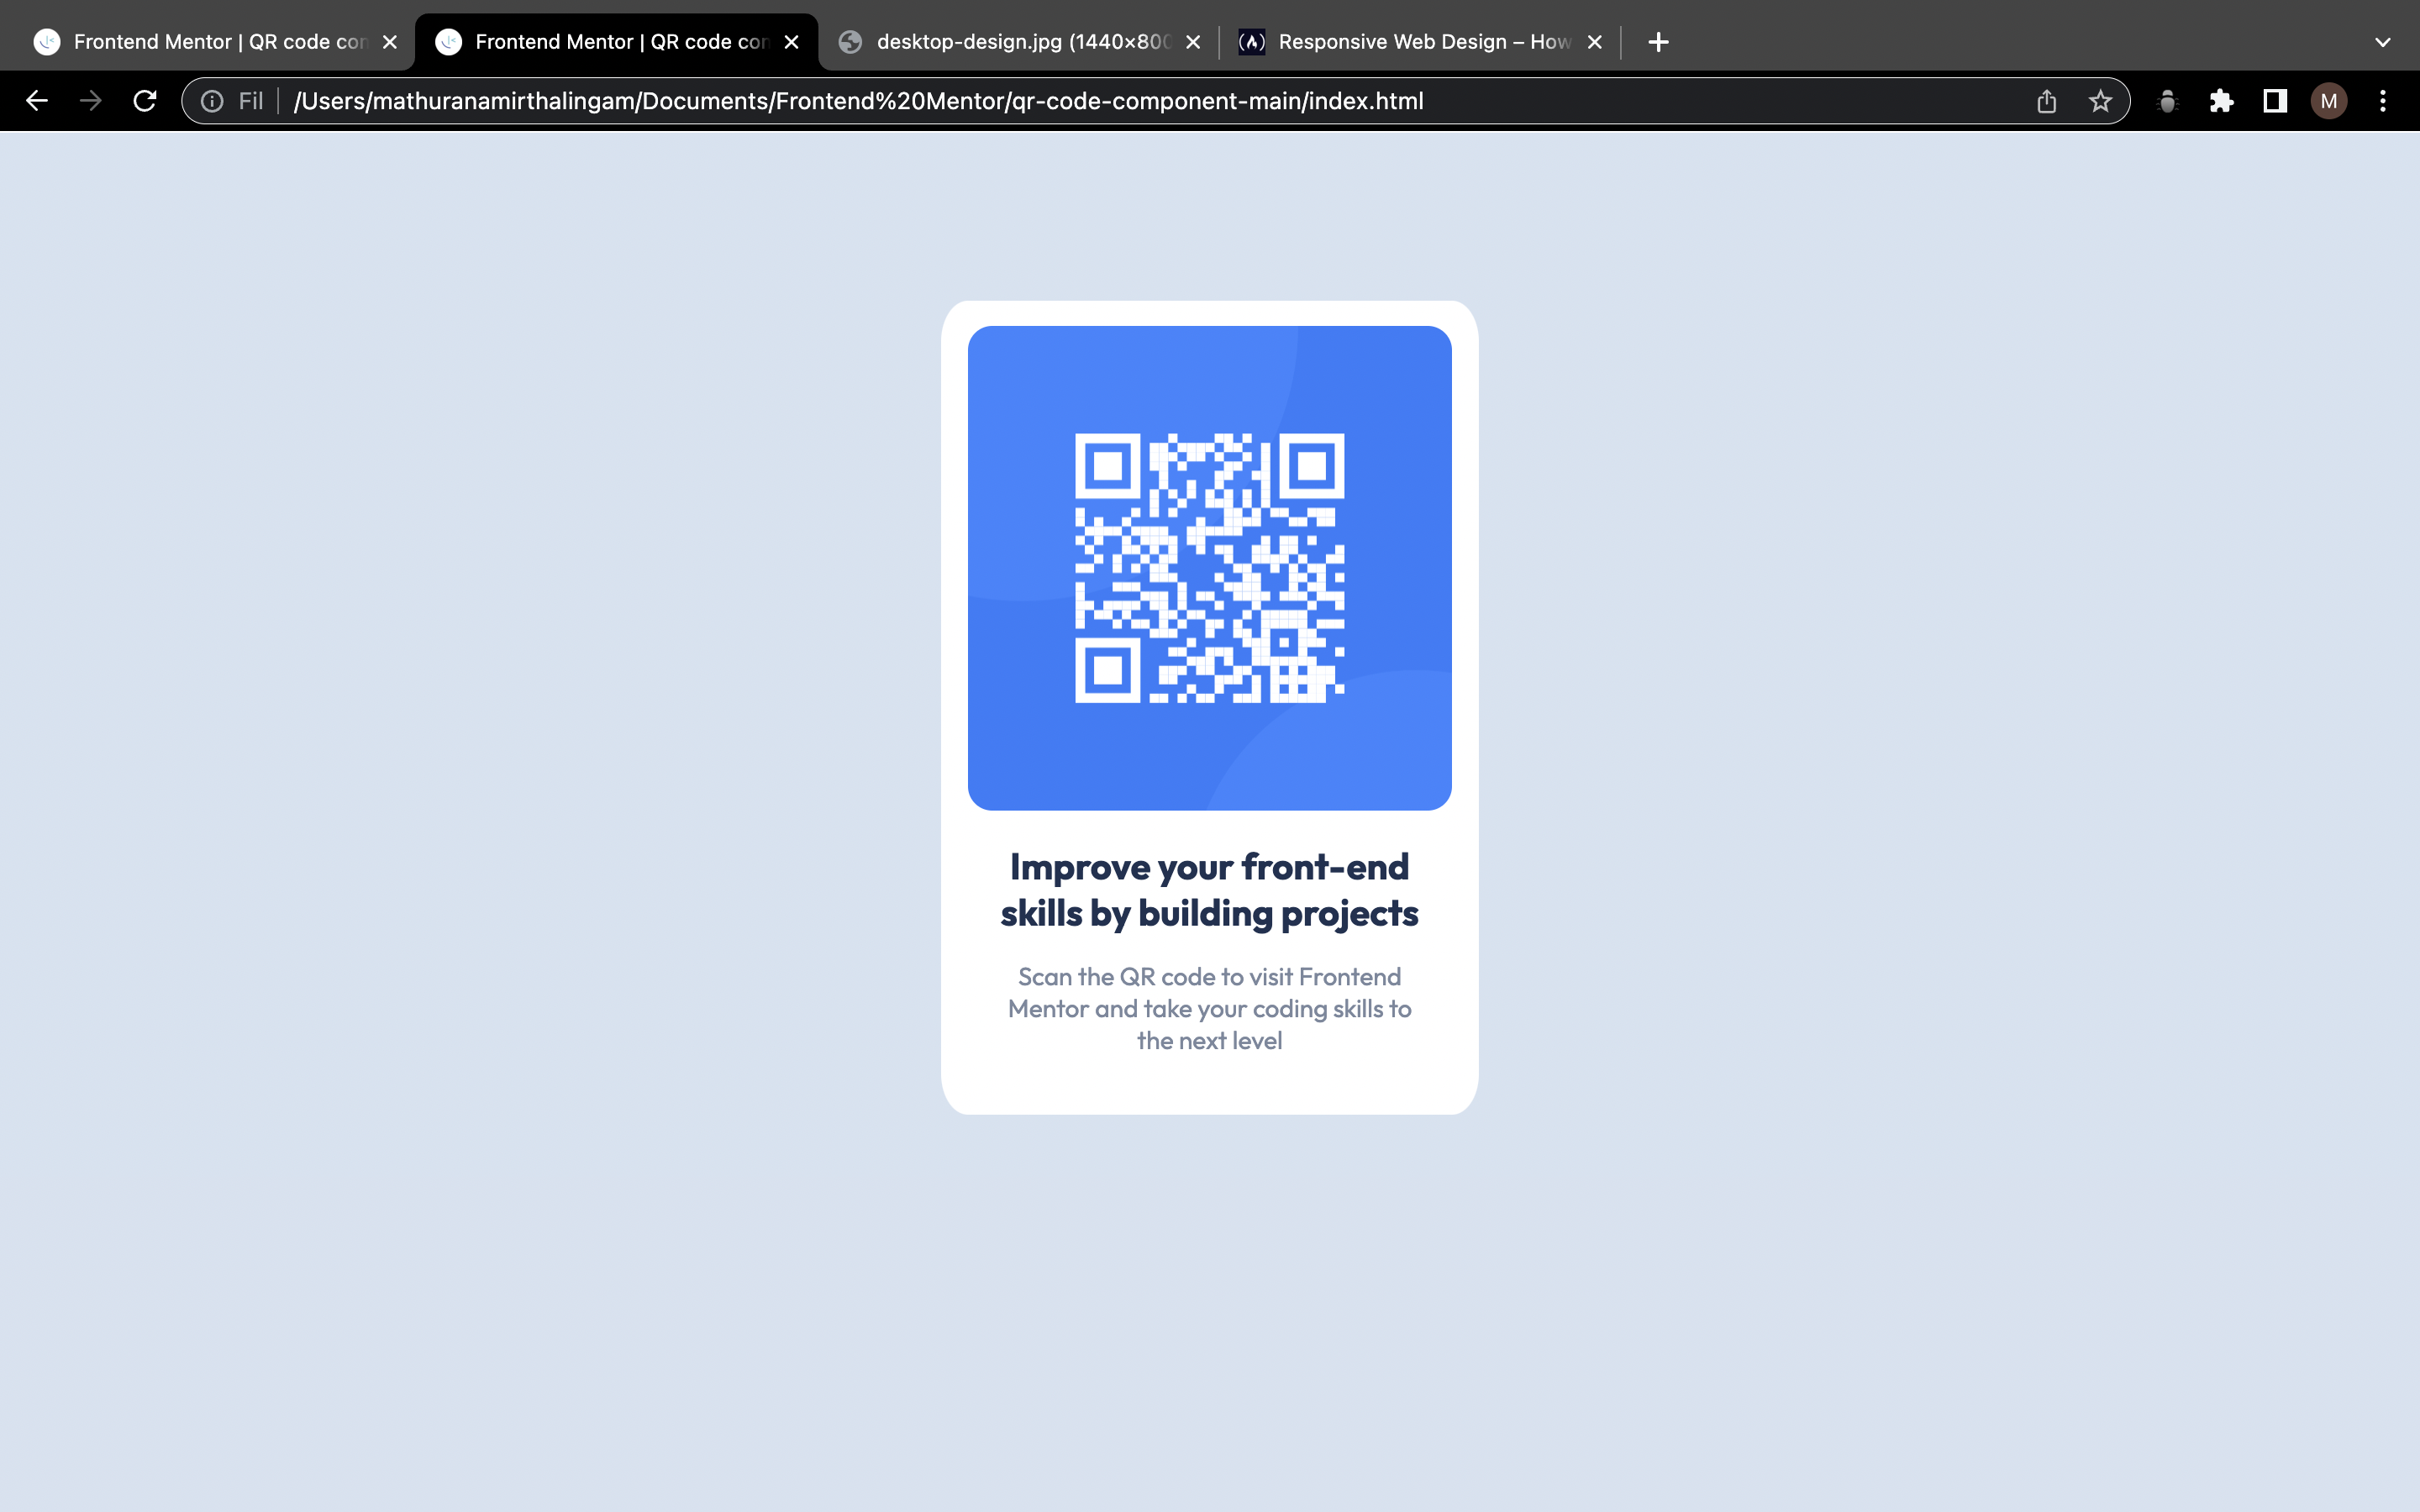 Frontend Mentor | QR code con
Frontend Mentor | QR code con
desktop-design.jpg (1440×800
Responsive Web Design – How
Fil
/Users/mathuranamirthalingam/Documents/Frontend%20Mentor/qr-code-component-main/index.html
M
Improve your front-end
skills by building projects
Scan the QR code to visit Frontend
Mentor and take your coding skills to
the next level